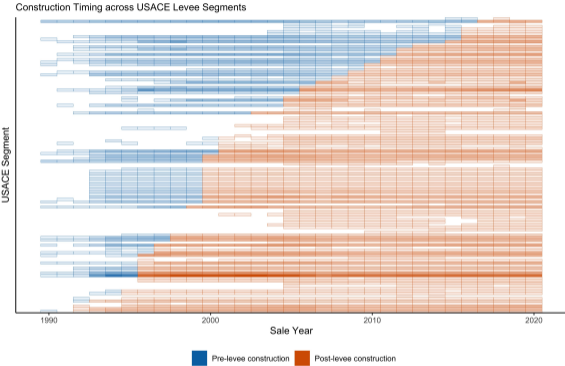 Construction Timing across USACE Levee Segments
USACE Segment
1990
2000
2010
2020
Sale Year
Pre-levee construction
Post-levee construction